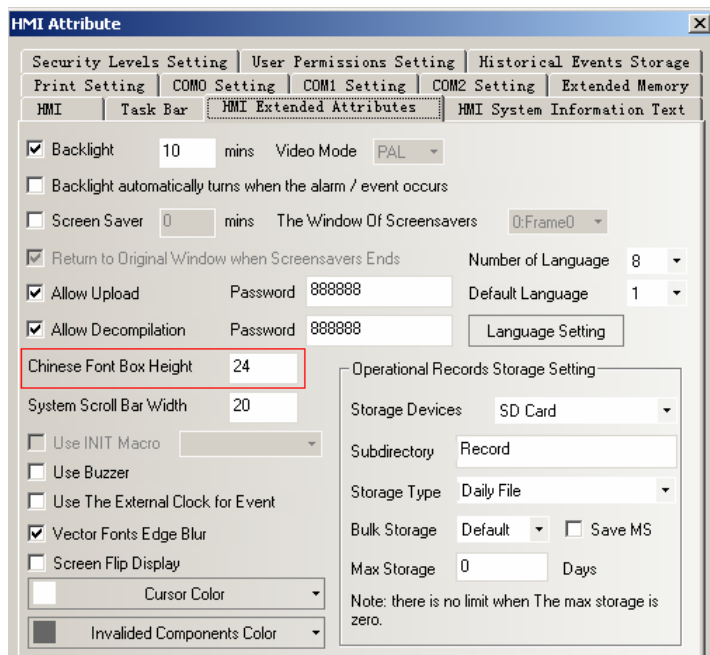 HMI Attribute
Security Levels Setting User Permissions Setting Historical Events Storage
Print Setting COM0 Setting COM1 Setting COM2 Setting Extended Memory
HMI Task Bar HMI Extended Attributes HMI System Information Text
Backlight 10 mins Video Mode PAL
Backlight automatically turns when the alarm / event occurs
Screen Saver 0 mins The Window Of Screensavers 0:Frame0
Return to Original Window when Screensavers Ends Number of Language 8
Allow Upload Password 888888 Default Language 1
Allow Decompilation Password 888888 Language Setting
Chinese Font Box Height 24
System Scroll Bar Width 20
Use INIT Macro
Use Buzzer
Use The External Clock for Event
Vector Fonts Edge Blur
Screen Flip Display
Cursor Color
Invalided Components Color
Operational Records Storage Setting
Storage Devices SD Card
Subdirectory Record
Storage Type Daily File
Bulk Storage Default Save MS
Max Storage 0 Days
Note: there is no limit when The max storage is
zero.